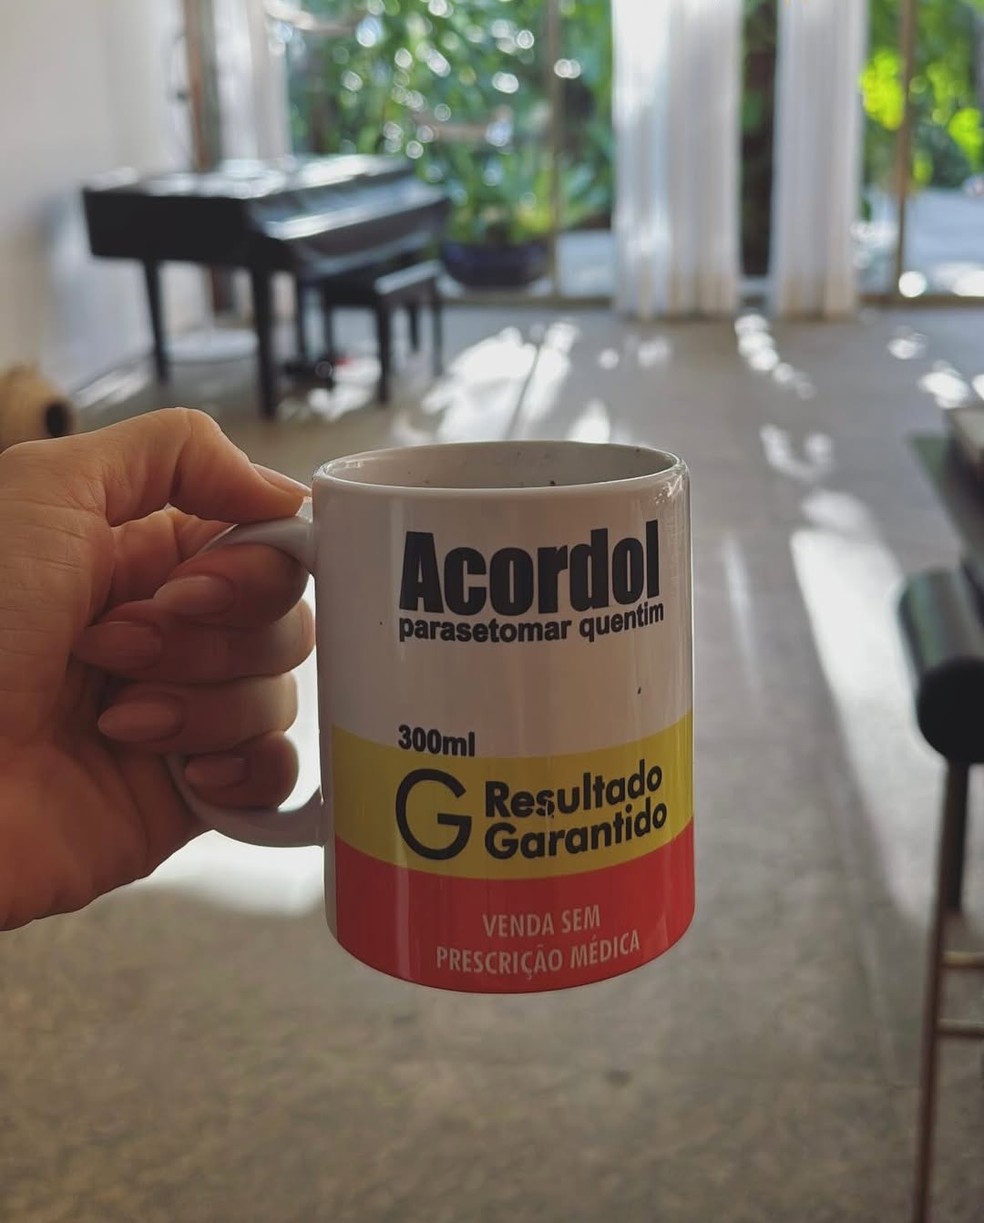 Acordol
parasetomar quentim
300ml
G Resultado
Garantido
VENDA SEM
PRESCRIÇÃO MÉDICA